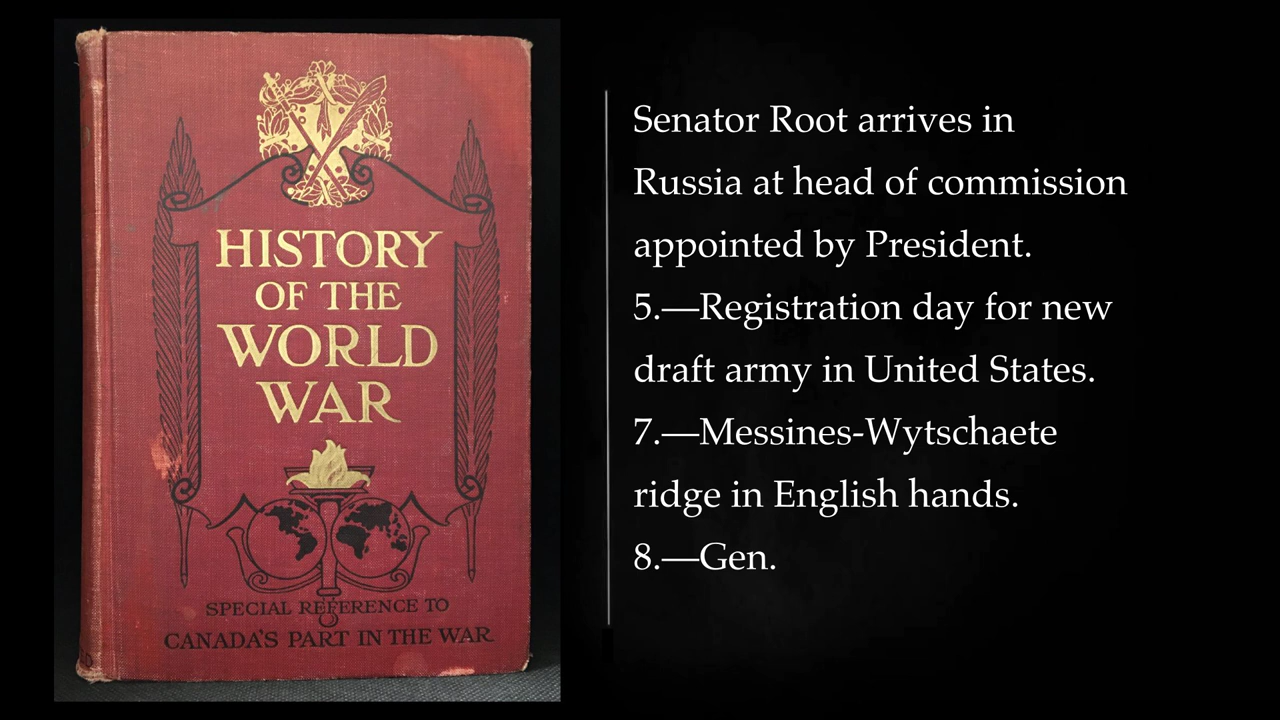 HISTORY
OF THE
WORLD
WAR
SPECIAL REFERENCE TO
CANADA'S PART IN THE WAR
Senator Root arrives in
Russia at head of commission
appointed by President.
5.—Registration day for new
draft army in United States.
7.—Messines-Wytschaete
ridge in English hands.
8.—Gen.